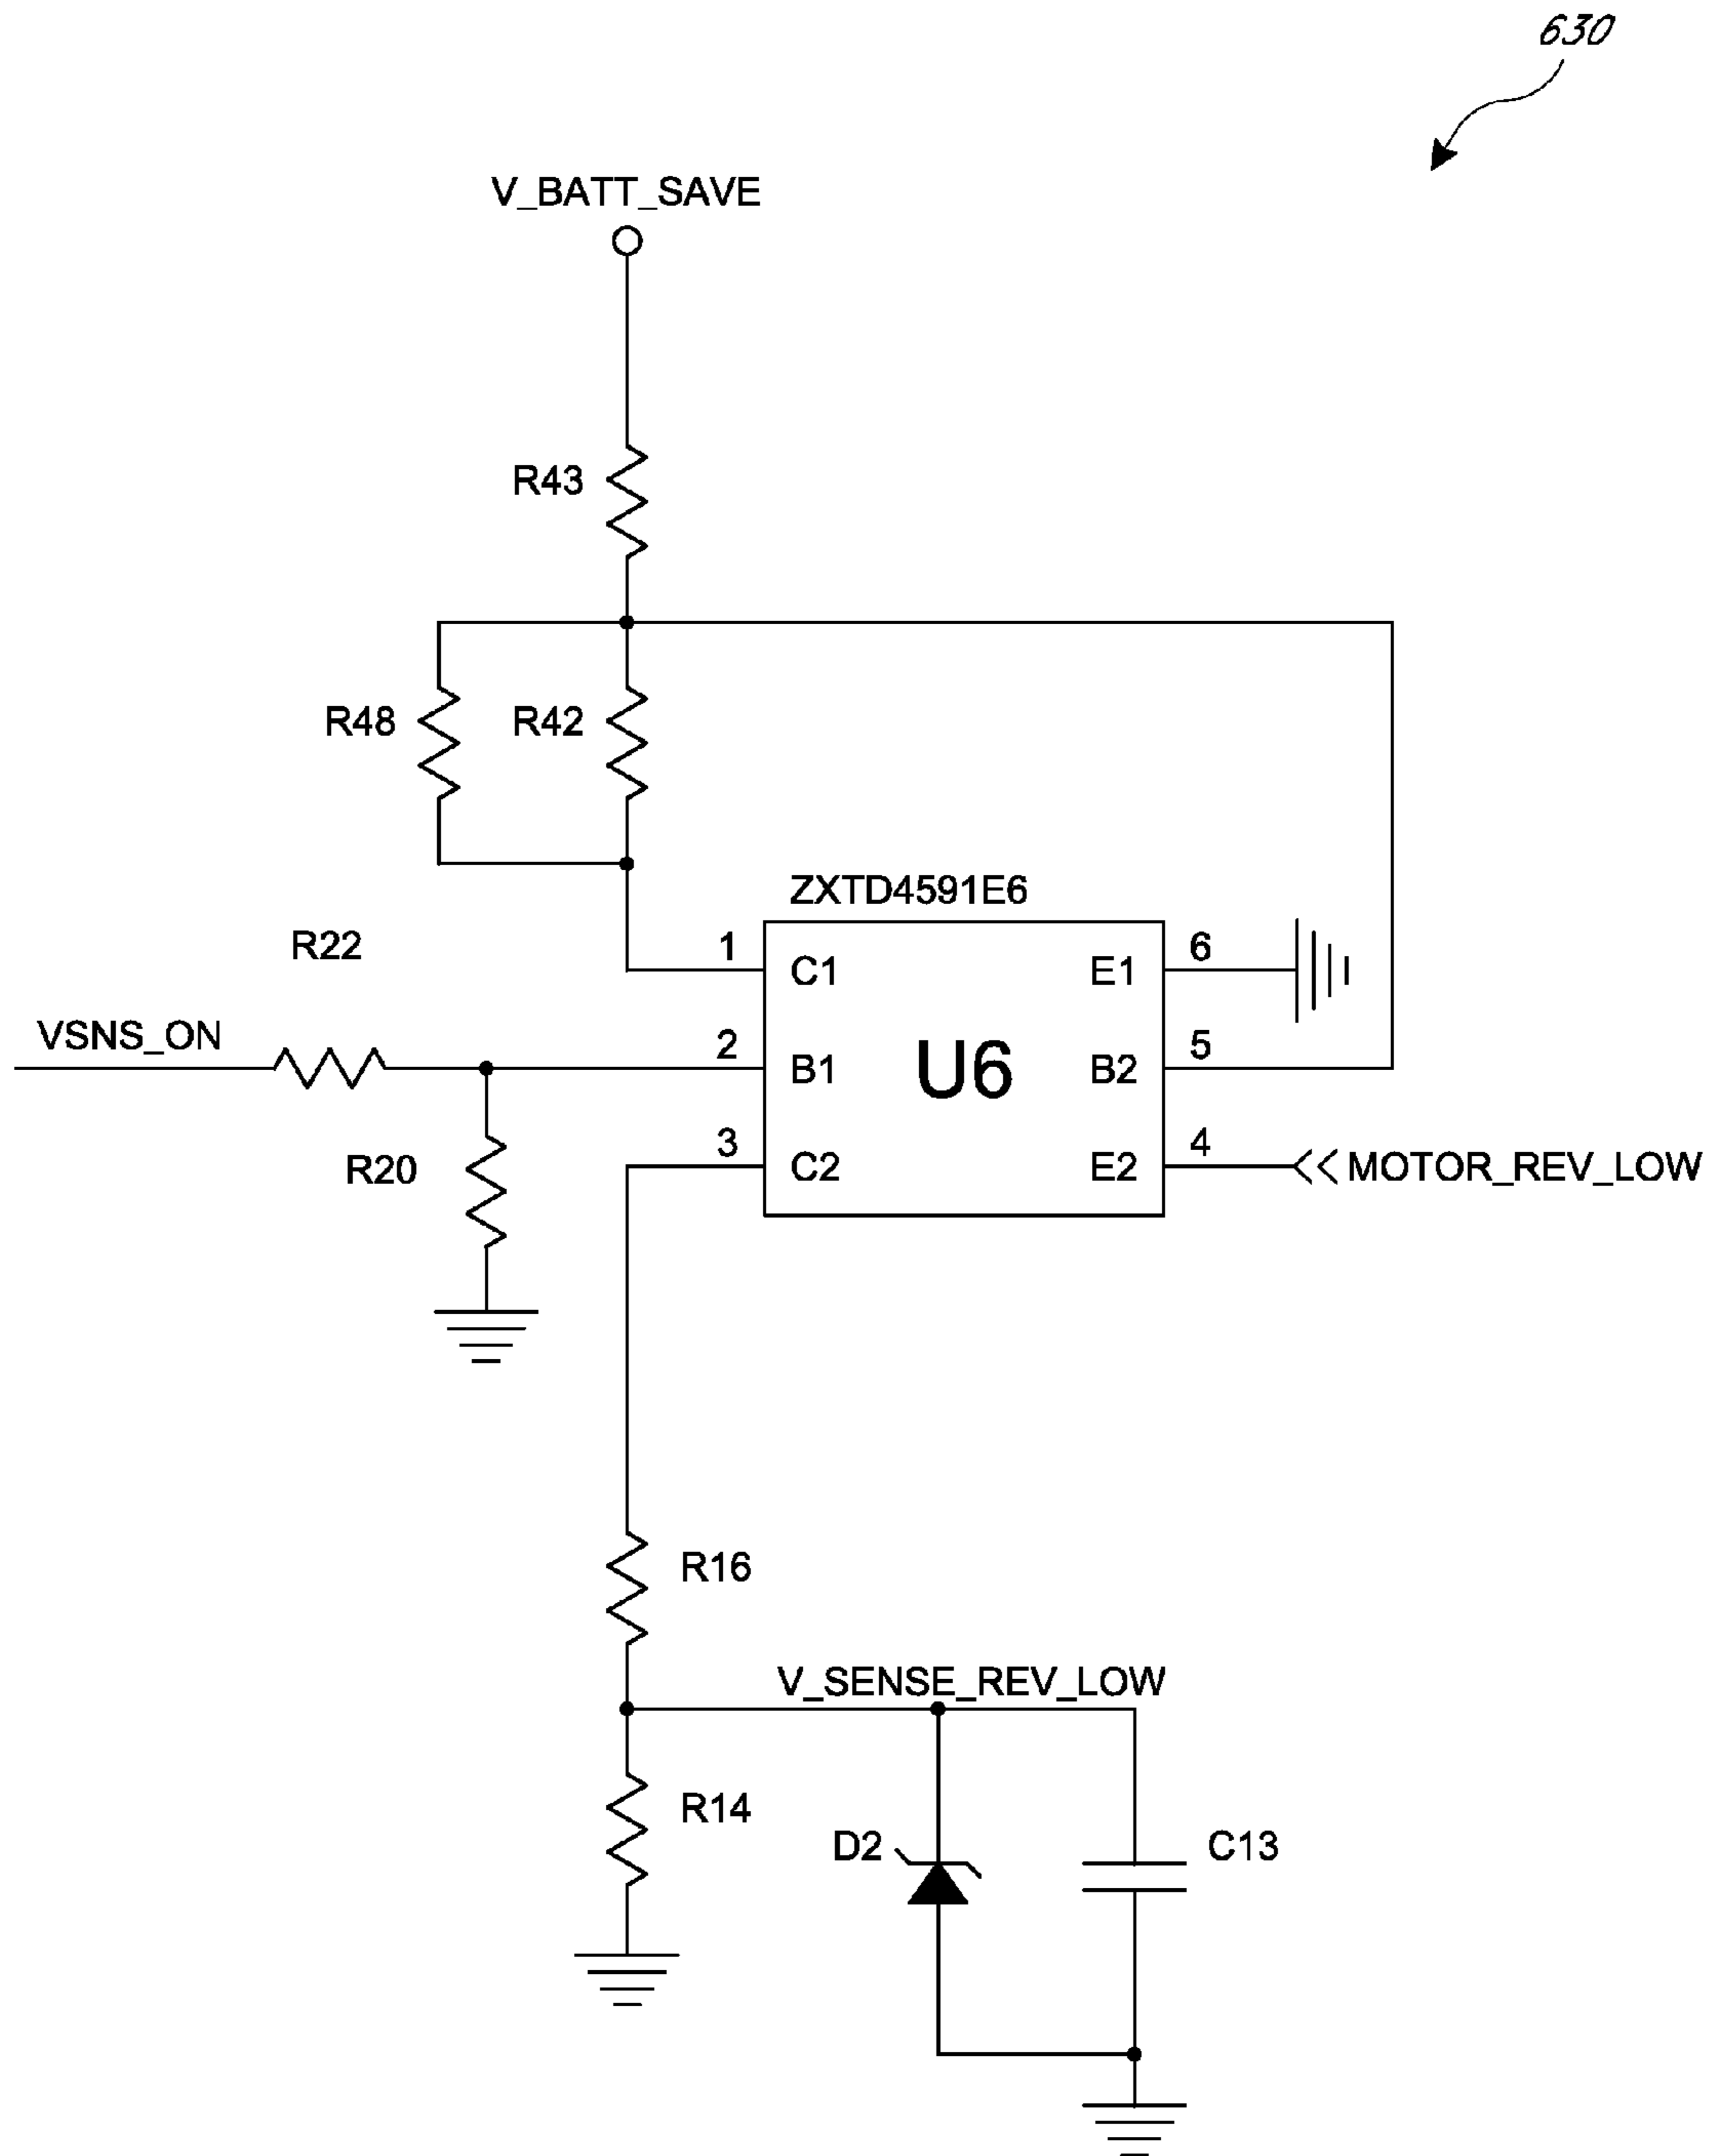 630
V_BATT_SAVE
R43
R48
R42
ZXTD4591E6
R22
1
C1
E1
6
VSNS_ON
2
B1
U6
B2
5
R20
3
C2
E2
4
MOTOR_REV_LOW
R16
V_SENSE_REV_LOW
R14
D2
C13